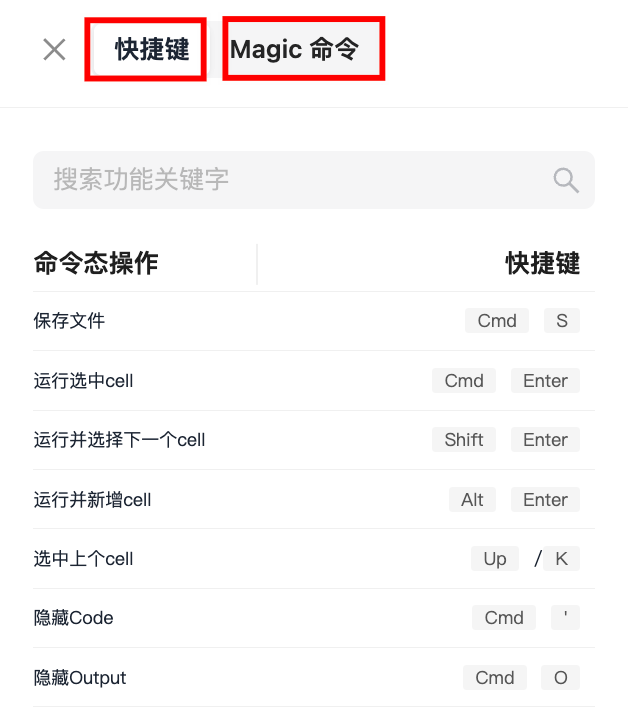 快捷键 Magic 命令
搜索功能关键字
命令态操作 快捷键
保存文件 Cmd S
运行选中cell Cmd Enter
运行并选择下一个cell Shift Enter
运行并新增cell Alt Enter
选中上个cell Up / K
隐藏Code Cmd '
隐藏Output Cmd O